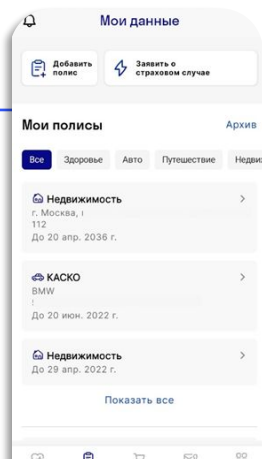 Мои данные
Добавить полис
Заявить о страховом случае
Мои полисы
Архив
Все
Здоровье
Авто
Путешествие
Недвиж
Недвижимость
г. Москва,
112
До 20 апр. 2036 г.
КАСКО
BMW
До 20 июн. 2022 г.
Недвижимость
До 29 апр. 2022 г.
Показать все